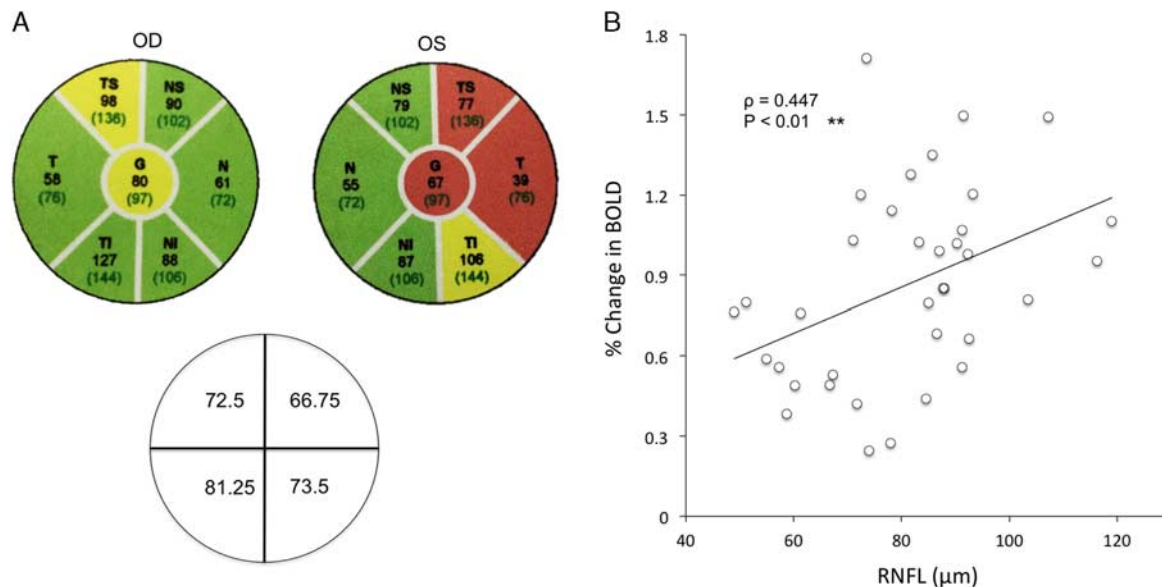 A
OD
OS
TS
98
(136)
NS
90
(102)
T
58
(76)
G
80
(97)
N
61
(72)
TI
127
(144)
NI
88
(106)
NS
79
(102)
TS
77
(136)
N
55
(72)
G
67
(97)
T
39
(76)
NI
87
(106)
TI
106
(144)
72.5 66.75
81.25 73.5
B
% Change in BOLD
1.8
1.5
1.2
0.9
0.6
0.3
0
ρ = 0.447
P < 0.01 **
40 60 80 100 120
RNFL (μm)